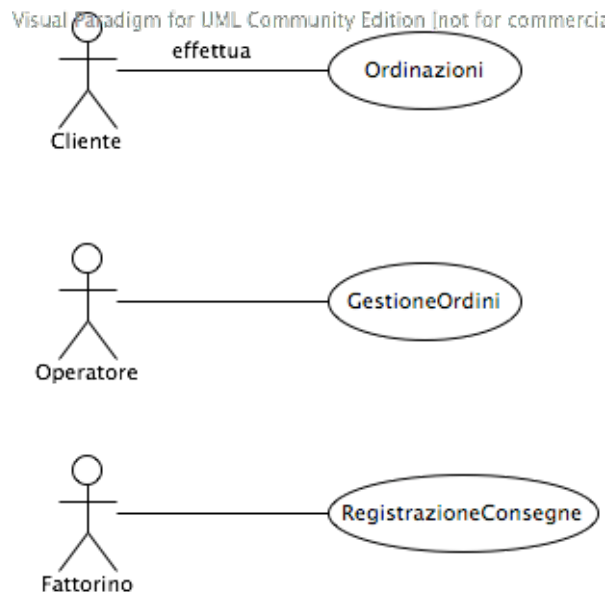 Visual Paradigm for UML Community Edition [not for commercia
effettua
Ordinazioni
Cliente
GestioneOrdini
Operatore
RegistrazioneConsegne
Fattorino